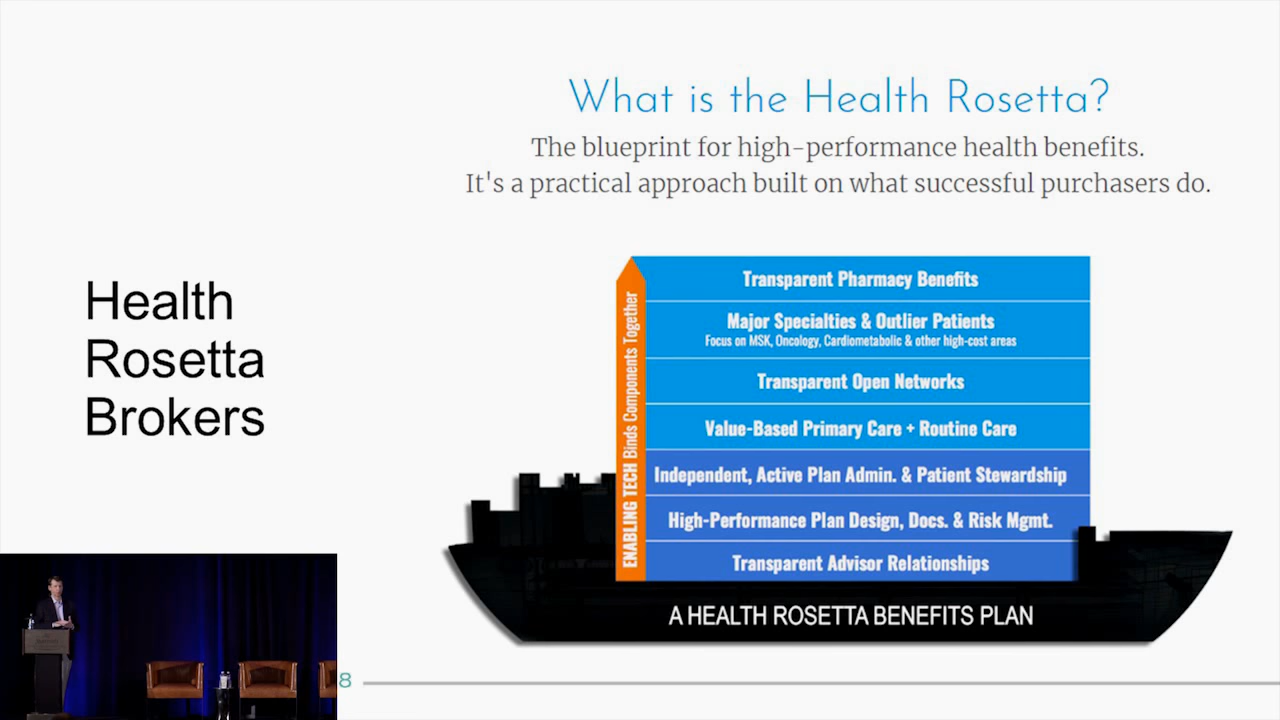 What is the Health Rosetta?
The blueprint for high-performance health benefits.
It's a practical approach built on what successful purchasers do.
Health
Rosetta
Brokers
ENABLING TECH Binds Components Together
Transparent Pharmacy Benefits
Major Specialties & Outlier Patients
Focus on MSK, Oncology, Cardiometabolic & other high-cost areas
Transparent Open Networks
Value-Based Primary Care + Routine Care
Independent, Active Plan Admin. & Patient Stewardship
High-Performance Plan Design, Docs. & Risk Mgmt.
Transparent Advisor Relationships
A HEALTH ROSETTA BENEFITS PLAN
8